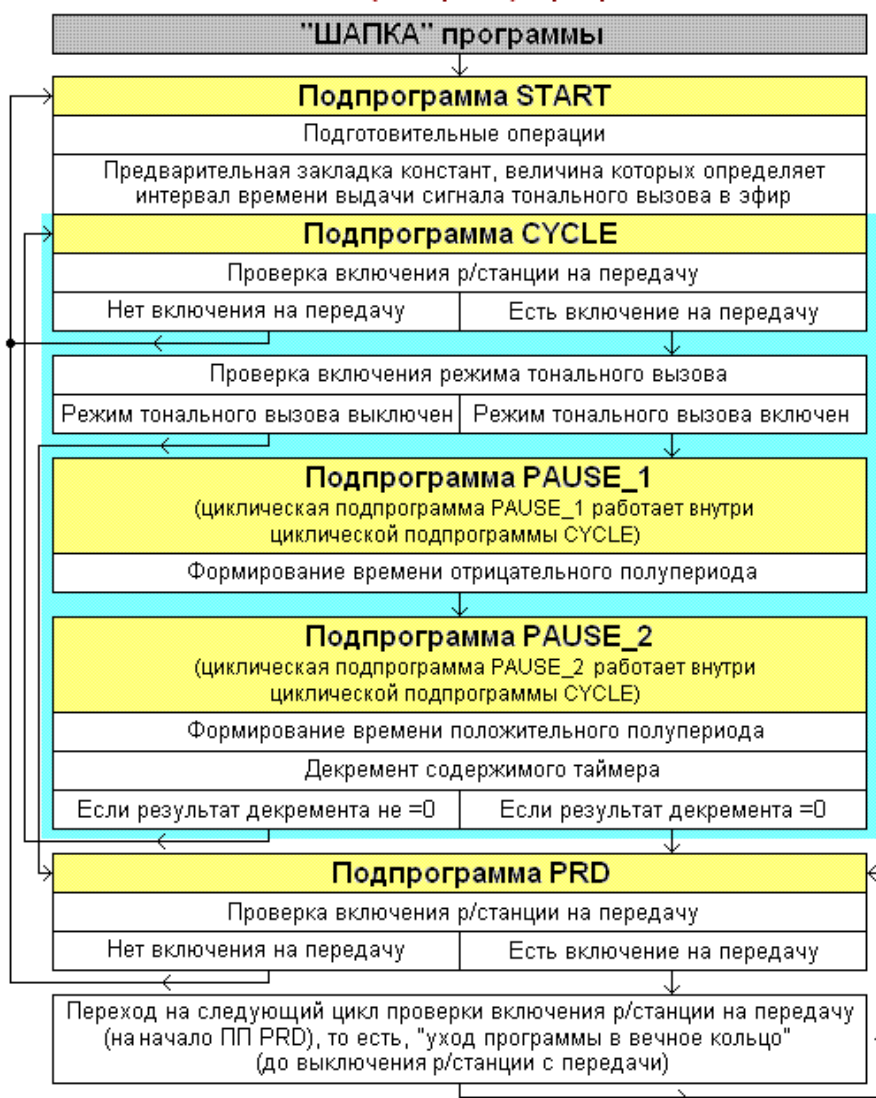 "ШАПКА" программы
Подпрограмма START
Подготовительные операции
Предварительная закладка констант, величина которых определяет
интервал времени выдачи сигнала тонального вызова в эфир
Подпрограмма CYCLE
Проверка включения р/станции на передачу
Нет включения на передачу
Есть включение на передачу
Проверка включения режима тонального вызова
Режим тонального вызова выключен
Режим тонального вызова включен
Подпрограмма PAUSE_1
(циклическая подпрограмма PAUSE_1 работает внутри
циклической подпрограммы CYCLE)
Формирование времени отрицательного полупериода
Подпрограмма PAUSE_2
(циклическая подпрограмма PAUSE_2 работает внутри
циклической подпрограммы CYCLE)
Формирование времени положительного полупериода
Декремент содержимого таймера
Если результат декремента не =0
Если результат декремента =0
Подпрограмма PRD
Проверка включения р/станции на передачу
Нет включения на передачу
Есть включение на передачу
Переход на следующий цикл проверки включения р/станции на передачу
(на начало ПП PRD), то есть, "уход программы в вечное кольцо"
(до выключения р/станции с передачи)